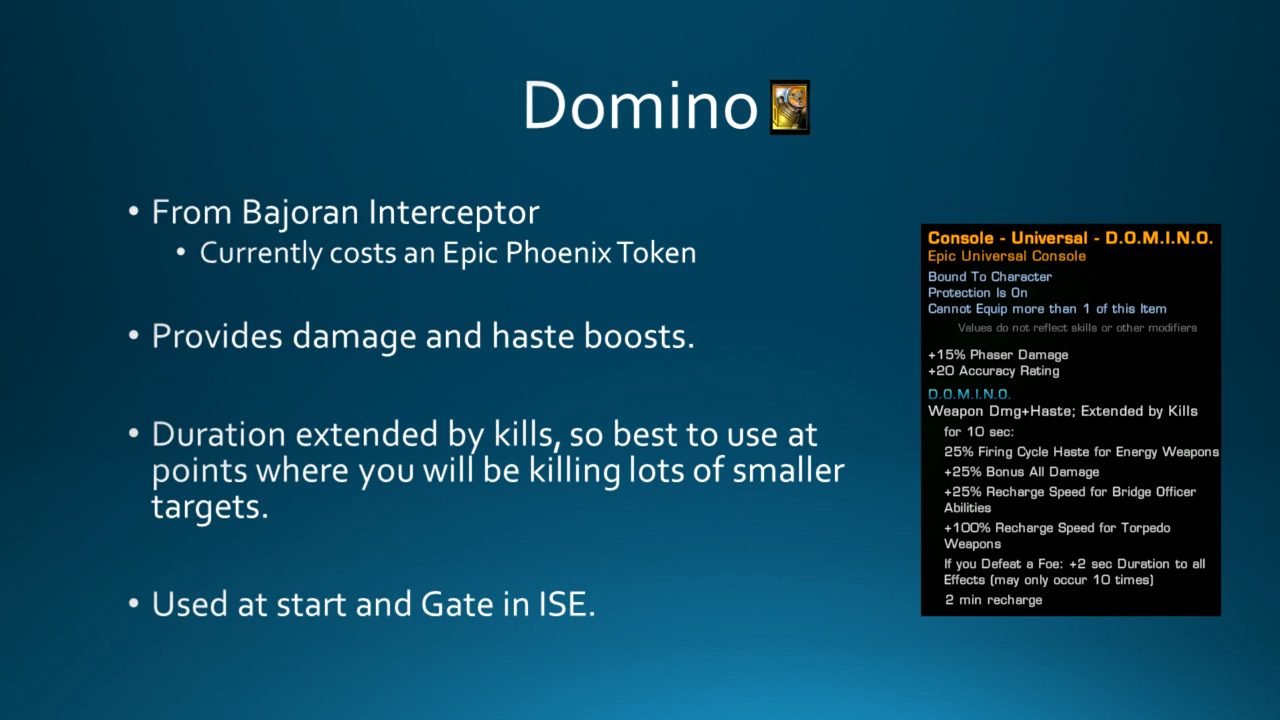 Domino
• From Bajoran Interceptor
• Currently costs an Epic Phoenix Token
• Provides damage and haste boosts.
• Duration extended by kills, so best to use at
points where you will be killing lots of smaller
targets.
• Used at start and Gate in ISE.
Console - Universal - D.O.M.I.N.O.
Epic Universal Console
Bound To Character
Protection Is On
Cannot Equip more than 1 of this Item
Values do not reflect skills or other modifiers
+15% Phaser Damage
+20 Accuracy Rating
D.O.M.I.N.O.
Weapon Dmg+Haste; Extended by Kills
for 10 sec:
25% Firing Cycle Haste for Energy Weapons
+25% Bonus All Damage
+25% Recharge Speed for Bridge Officer
Abilities
+100% Recharge Speed for Torpedo
Weapons
If you Defeat a Foe: +2 sec Duration to all
Effects (may only occur 10 times)
2 min recharge